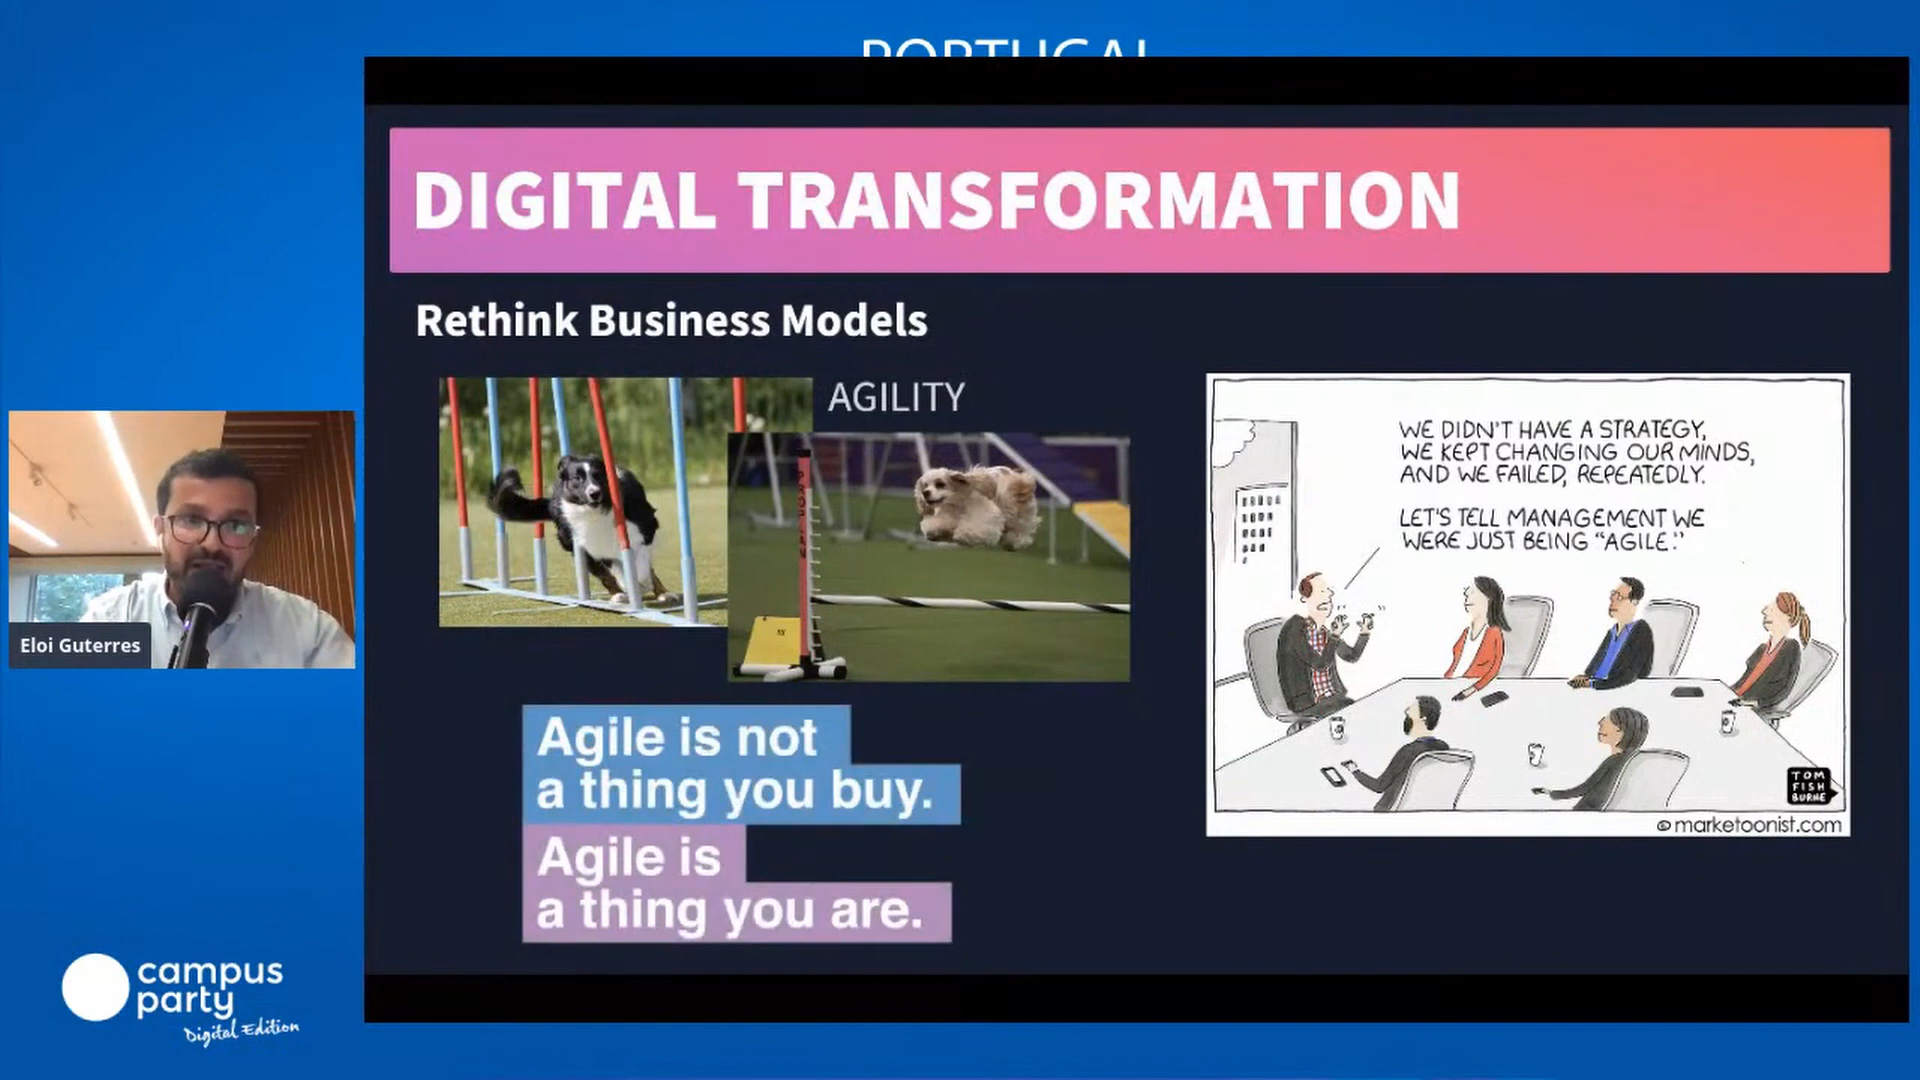 PORTUGAL
DIGITAL TRANSFORMATION
Rethink Business Models
AGILITY
WE DIDN'T HAVE A STRATEGY,
WE KEPT CHANGING OUR MINDS,
AND WE FAILED, REPEATEDLY.
LET'S TELL MANAGEMENT WE
WERE JUST BEING "AGILE."
TOM
FISH
BURNE
© marketoonist.com
Agile is not
a thing you buy.
Agile is
a thing you are.
Eloi Guterres
campus
party
Digital Edition